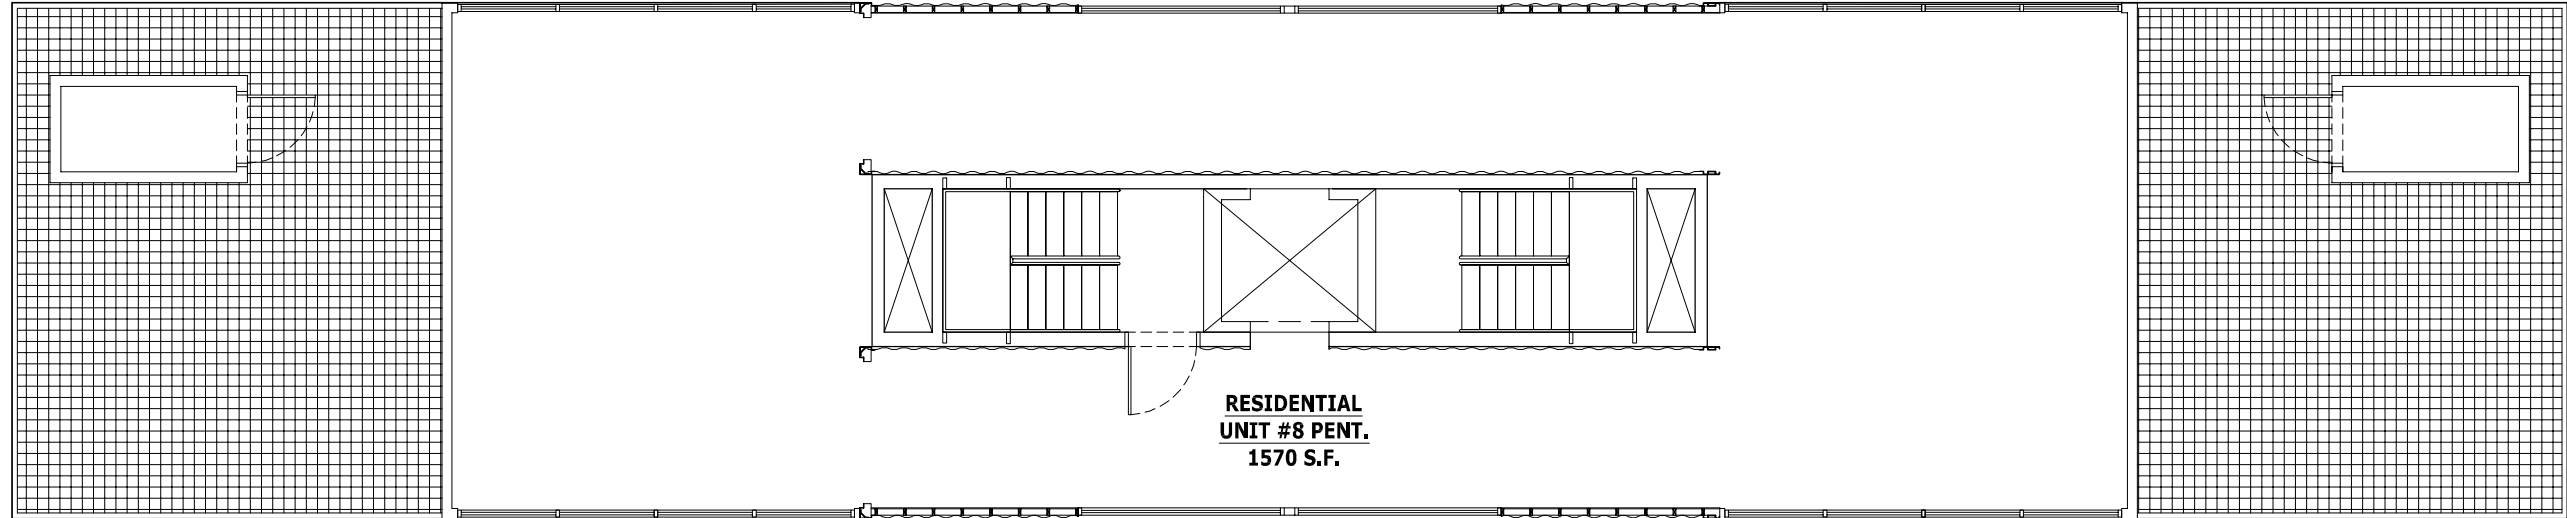 RESIDENTIAL
UNIT #8 PENT.
1570 S.F.